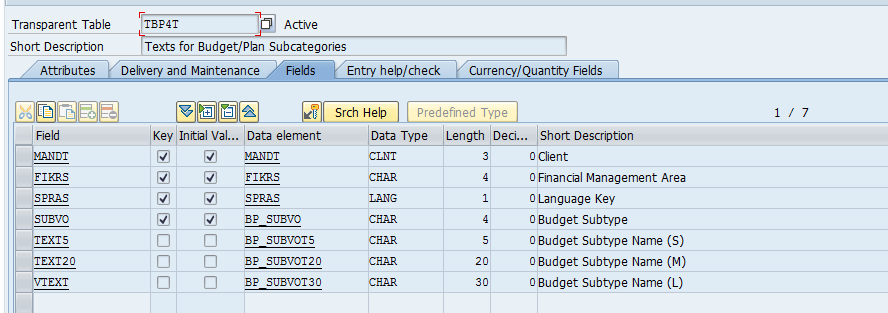 Transparent Table TBP4T Active
Short Description Texts for Budget/Plan Subcategories
Attributes Delivery and Maintenance Fields Entry help/check Currency/Quantity Fields
Srch Help Predefined Type 1 / 7
Field Key Initial Val... Data element Data Type Length Deci... Short Description
MANDT MANDT CLNT 3 0 Client
FIKRS FIKRS CHAR 4 0 Financial Management Area
SPRAS SPRAS LANG 1 0 Language Key
SUBVO BP_SUBVO CHAR 4 0 Budget Subtype
TEXT5 BP_SUBVOT5 CHAR 5 0 Budget Subtype Name (S)
TEXT20 BP_SUBVOT20 CHAR 20 0 Budget Subtype Name (M)
VTEXT BP_SUBVOT30 CHAR 30 0 Budget Subtype Name (L)